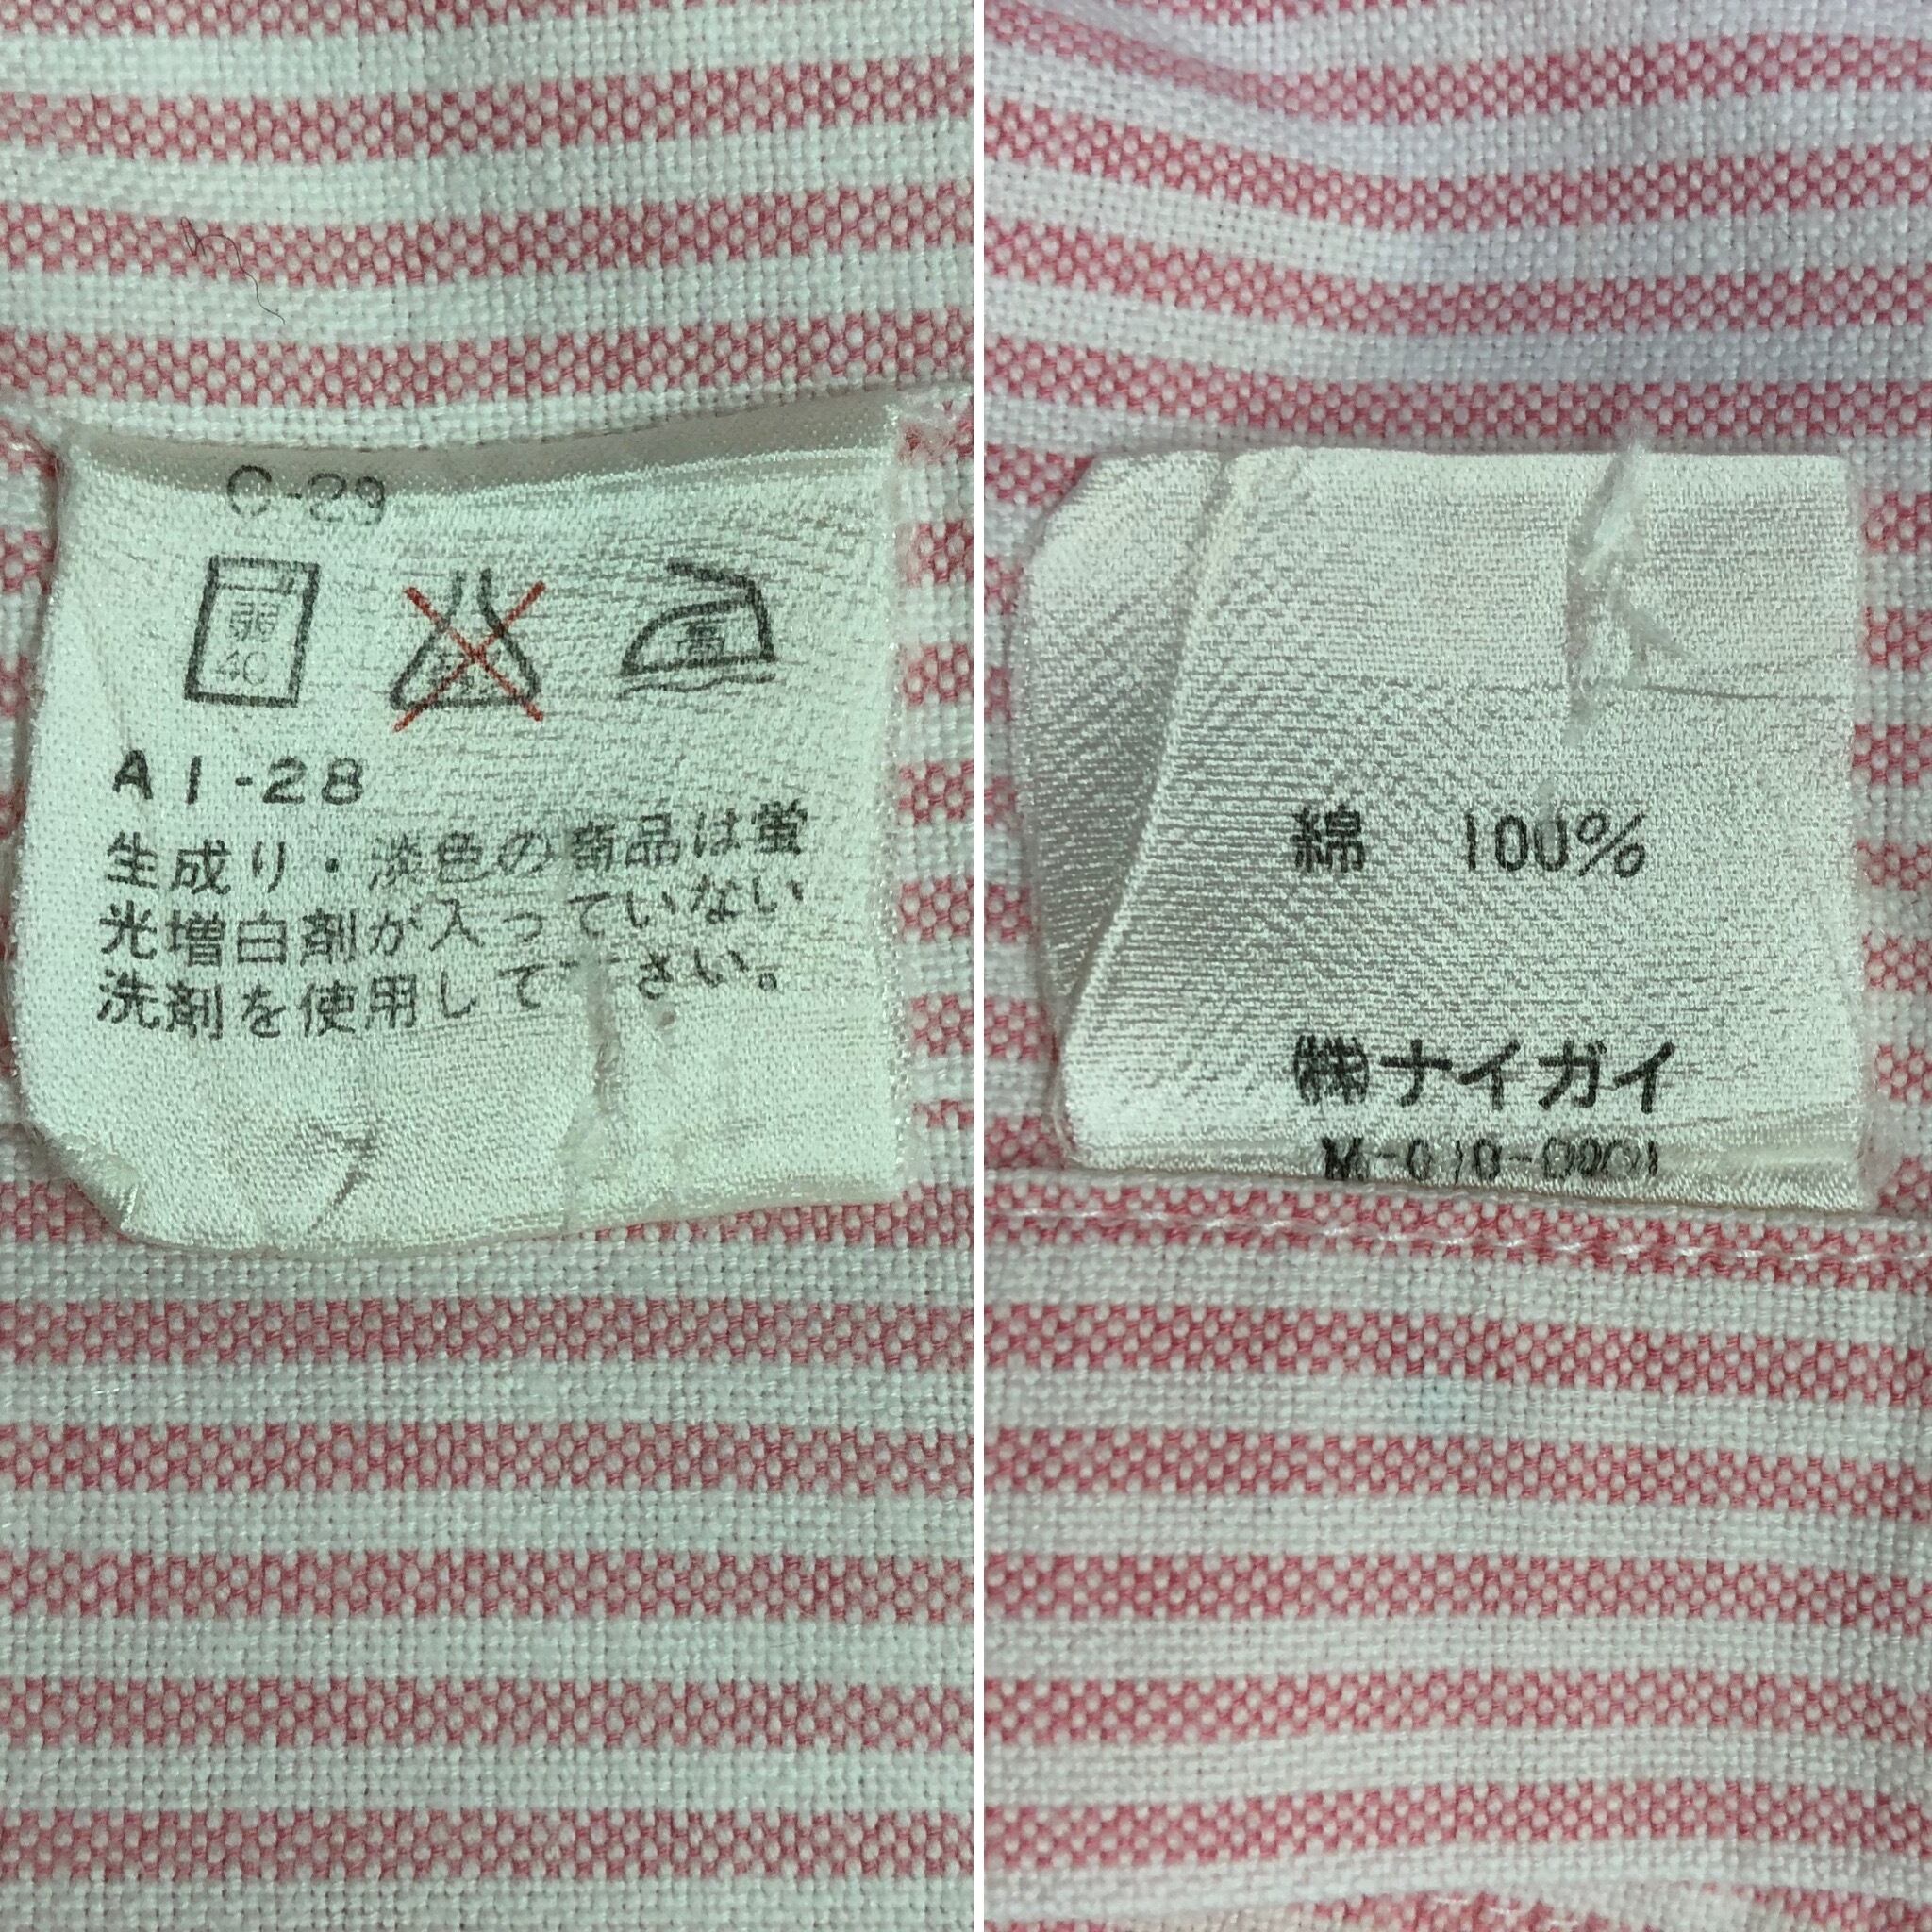 C-29
弱
40
高
A1-28
生成り・淡色の商品は蛍
光増白剤が入っていない
洗剤を使用して下さい。
綿 100%
㈱ナイガイ